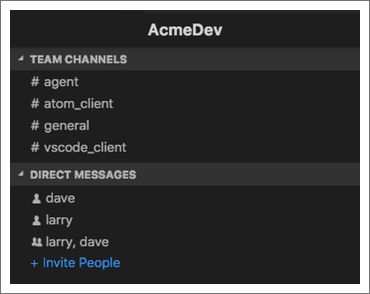 AcmeDev
TEAM CHANNELS
# agent
# atom_client
# general
# vscode_client
DIRECT MESSAGES
dave
larry
larry, dave
+ Invite People